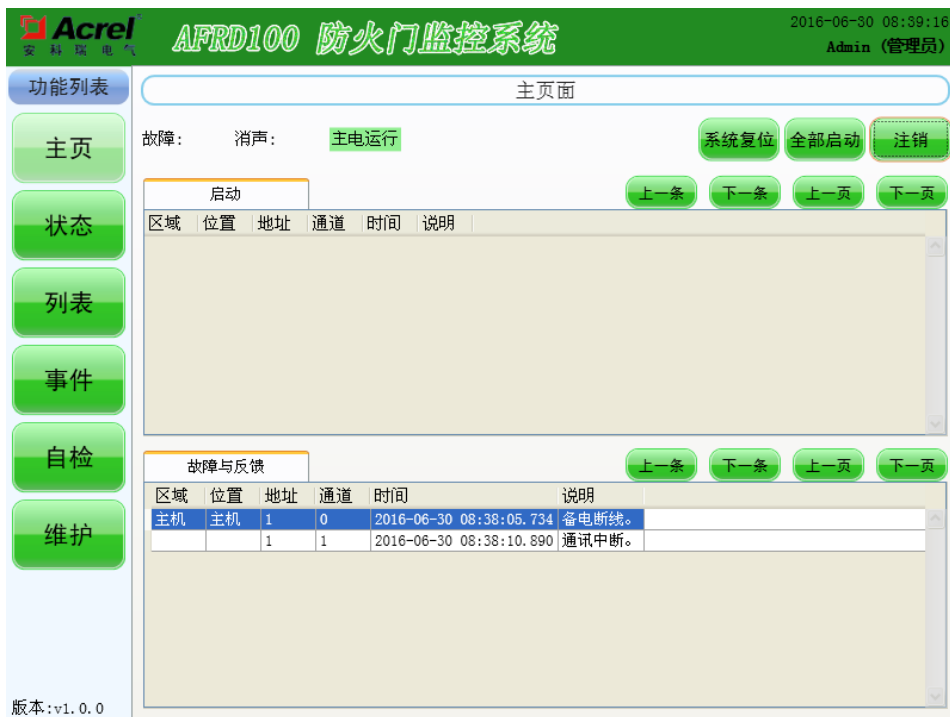 Acrel
安科瑞电气
AFRD100 防火门监控系统
2016-06-30 08:39:16
Admin (管理员)
功能列表
主页面
主页
状态
列表
事件
自检
维护
版本:v1.0.0
故障: 消声: 主电运行 系统复位 全部启动 注销
启动 上一条 下一条 上一页 下一页
区域 位置 地址 通道 时间 说明
故障与反馈 上一条 下一条 上一页 下一页
区域 位置 地址 通道 时间 说明
主机 主机 1 0 2016-06-30 08:38:05.734 备电断线。
1 1 2016-06-30 08:38:10.890 通讯中断。